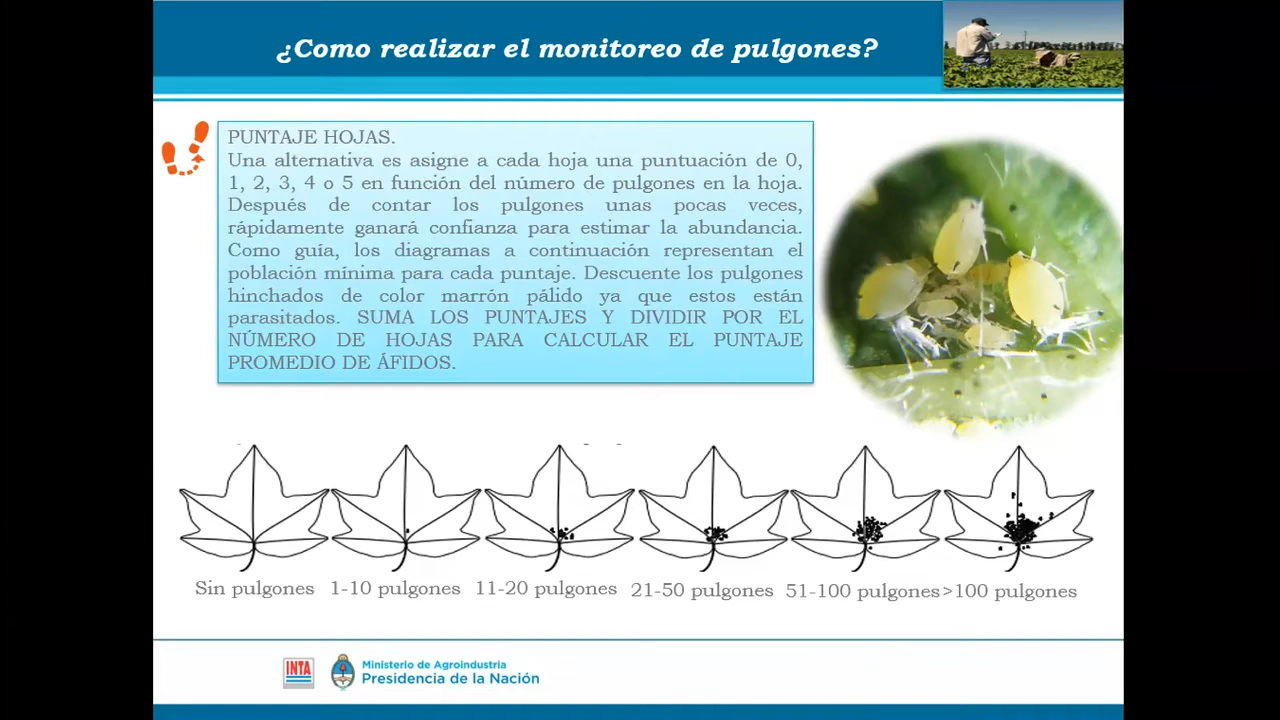 ¿Como realizar el monitoreo de pulgones?
PUNTAJE HOJAS.
Una alternativa es asigne a cada hoja una puntuación de 0,
1, 2, 3, 4 o 5 en función del número de pulgones en la hoja.
Después de contar los pulgones unas pocas veces,
rápidamente ganará confianza para estimar la abundancia.
Como guía, los diagramas a continuación representan el
población mínima para cada puntaje. Descuente los pulgones
hinchados de color marrón pálido ya que estos están
parasitados. SUMA LOS PUNTAJES Y DIVIDIR POR EL
NÚMERO DE HOJAS PARA CALCULAR EL PUNTAJE
PROMEDIO DE ÁFIDOS.
Sin pulgones 1-10 pulgones 11-20 pulgones 21-50 pulgones 51-100 pulgones >100 pulgones
INTA
Ministerio de Agroindustria
Presidencia de la Nación